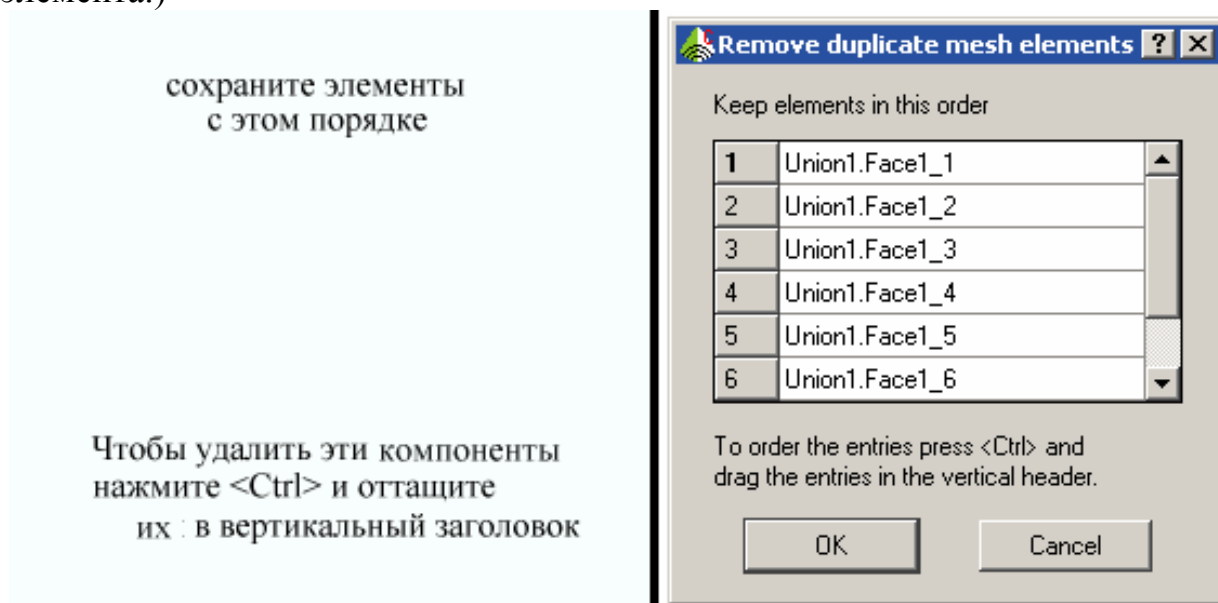 сохраните элементы
с этом порядке
Чтобы удалить эти компоненты
нажмите <Ctrl> и оттащите
их : в вертикальный заголовок
Remove duplicate mesh elements
Keep elements in this order
1 Union1.Face1_1
2 Union1.Face1_2
3 Union1.Face1_3
4 Union1.Face1_4
5 Union1.Face1_5
6 Union1.Face1_6
To order the entries press <Ctrl> and
drag the entries in the vertical header.
OK Cancel